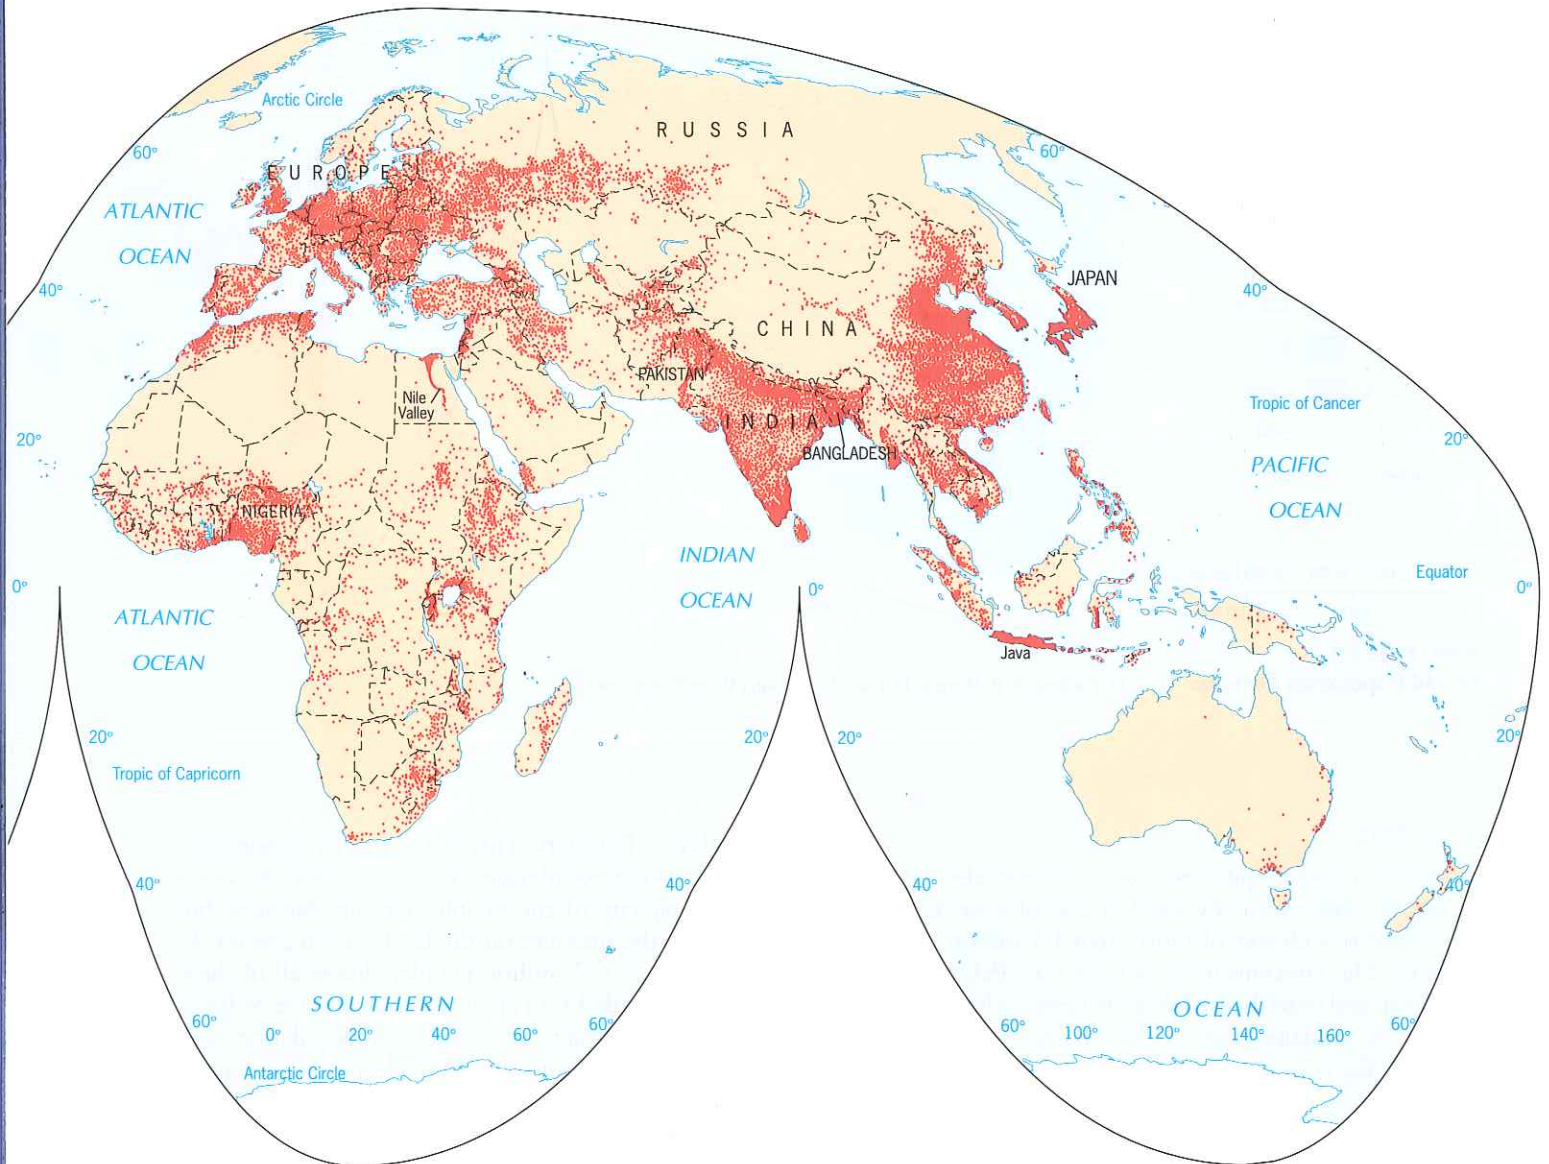 Arctic Circle
RUSSIA
60°
60°
EUROPE
ATLANTIC
OCEAN
JAPAN
40°
40°
CHINA
PAKISTAN
Nile
Valley
Tropic of Cancer
INDIA
20°
20°
BANGLADESH
PACIFIC
OCEAN
NIGERIA
INDIAN
OCEAN
Equator
0°
0°
0°
ATLANTIC
OCEAN
Java
20°
20°
20°
20°
Tropic of Capricorn
40°
40°
40°
40°
SOUTHERN
OCEAN
60°
0°
20°
40°
60°
60°
60°
100°
120°
140°
160°
60°
Antarctic Circle